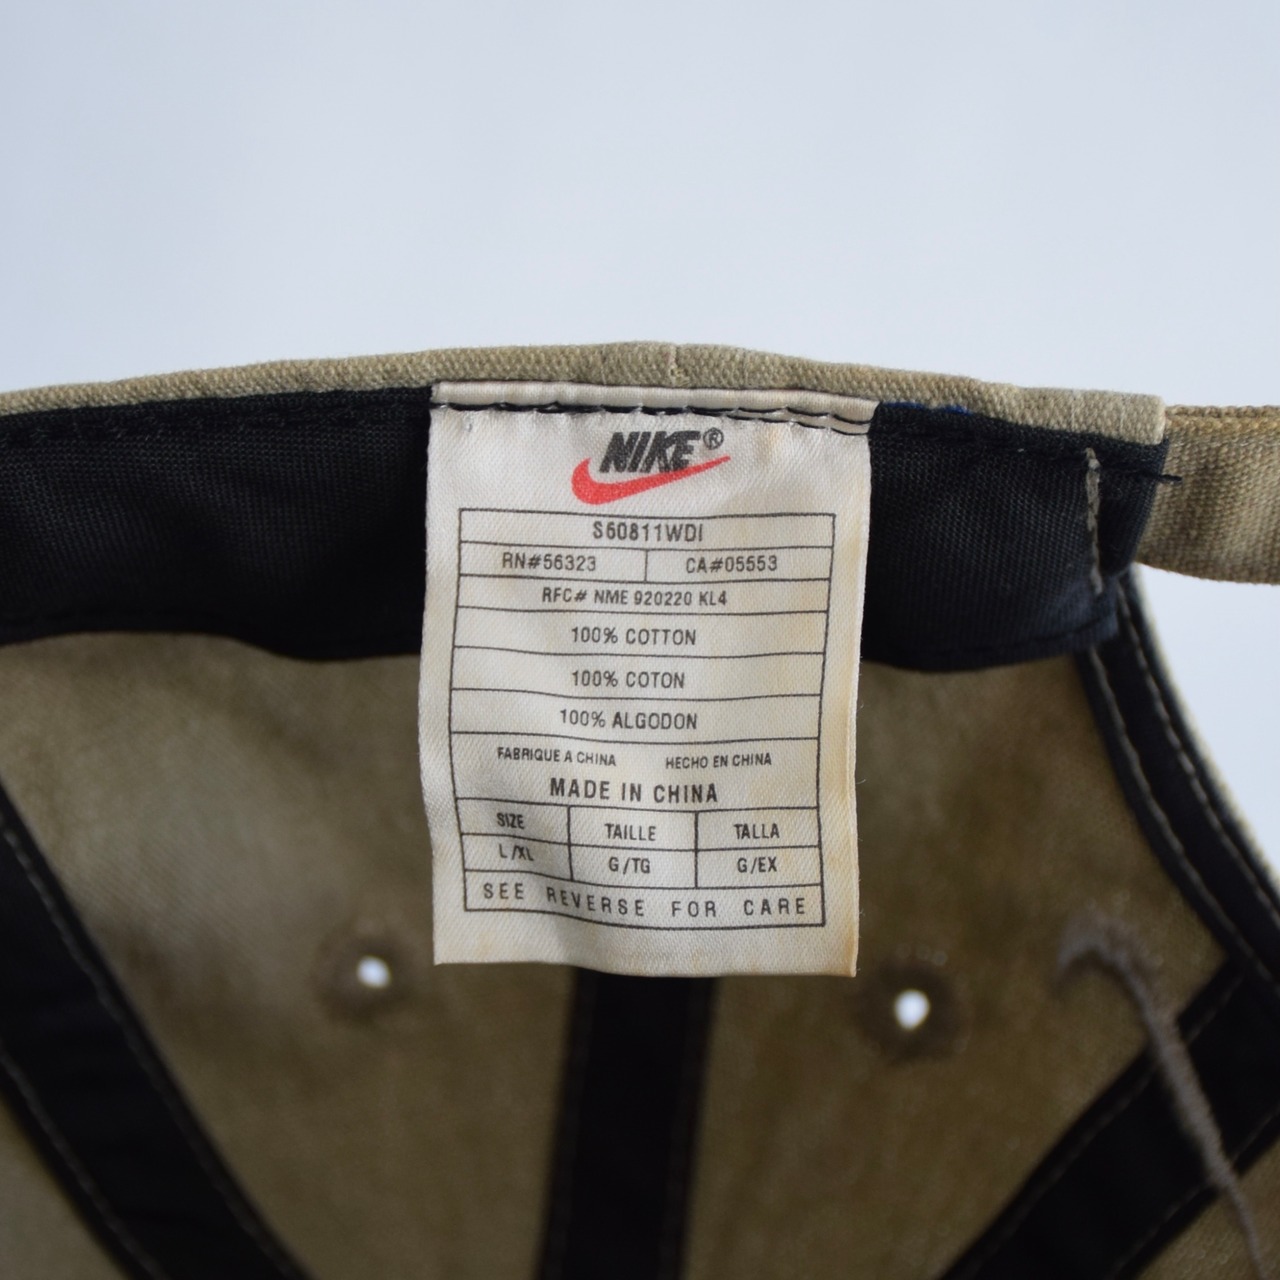 NIKE®
S60811WDI
RN#56323 CA#05553
RFC# NME 920220 KL4
100% COTTON
100% COTON
100% ALGODON
FABRIQUE A CHINA HECHO EN CHINA
MADE IN CHINA
SIZE TAILLE TALLA
L/XL G/TG G/EX
SEE REVERSE FOR CARE